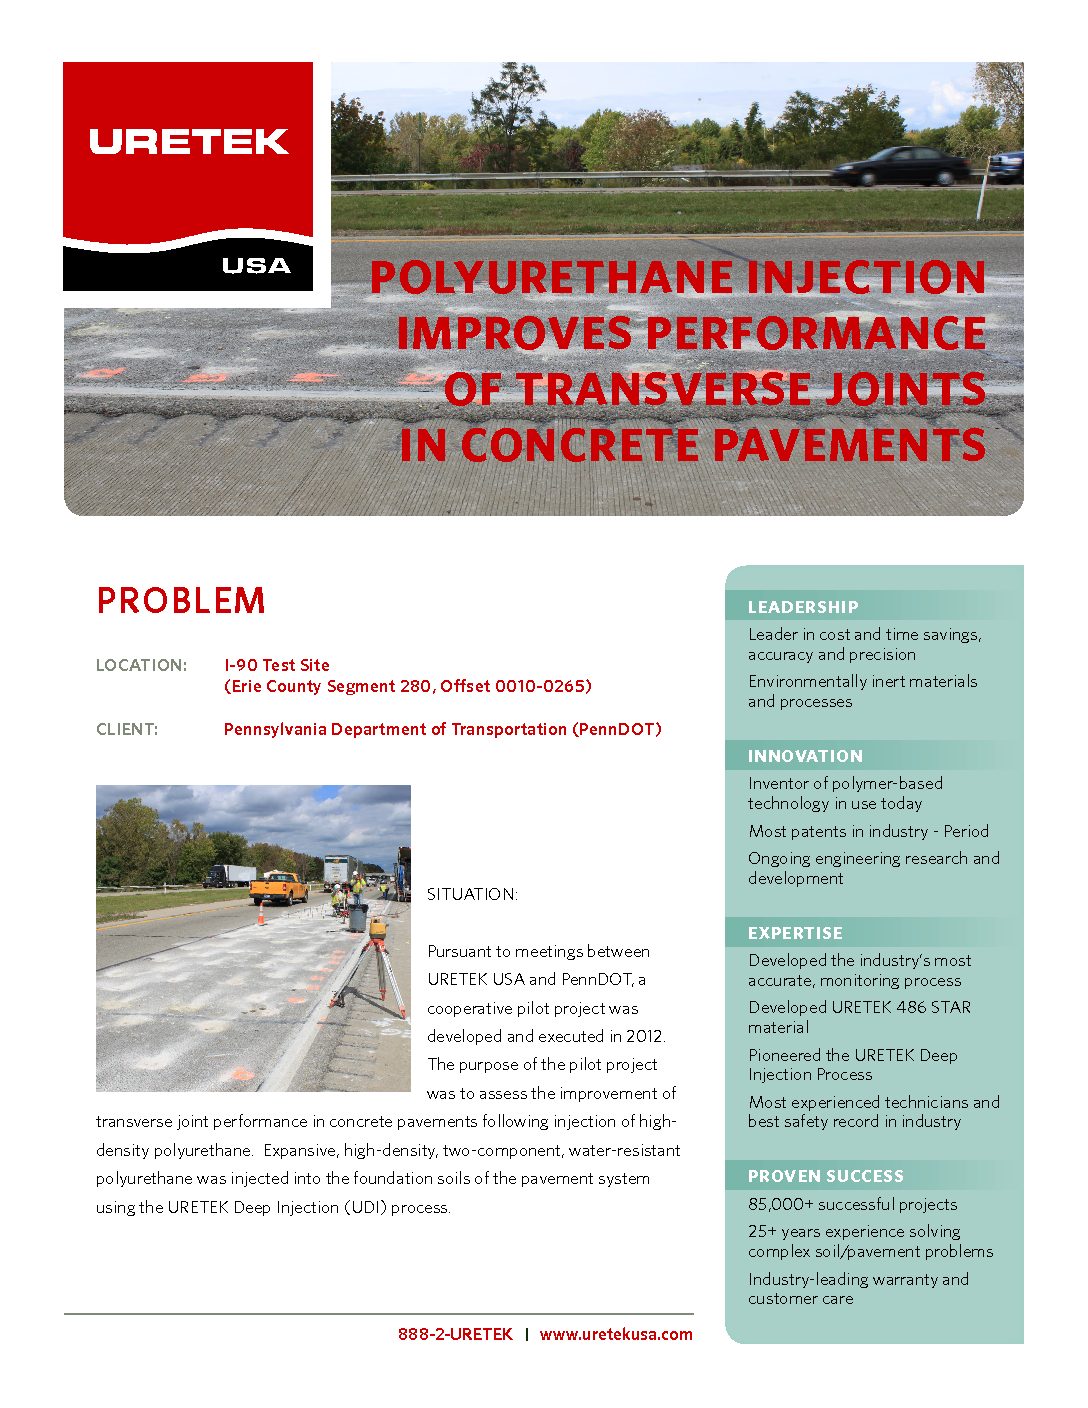 URETEK
USA
POLYURETHANE INJECTION
IMPROVES PERFORMANCE
OF TRANSVERSE JOINTS
IN CONCRETE PAVEMENTS
PROBLEM
LOCATION: I-90 Test Site
(Erie County Segment 280, Offset 0010-0265)
CLIENT: Pennsylvania Department of Transportation (PennDOT)
SITUATION:
Pursuant to meetings between
URETEK USA and PennDOT, a
cooperative pilot project was
developed and executed in 2012.
The purpose of the pilot project
was to assess the improvement of
transverse joint performance in concrete pavements following injection of high-
density polyurethane.  Expansive, high-density, two-component, water-resistant
polyurethane was injected into the foundation soils of the pavement system
using the URETEK Deep Injection (UDI) process.
LEADERSHIP
Leader in cost and time savings,
accuracy and precision
Environmentally inert materials
and processes
INNOVATION
Inventor of polymer-based
technology in use today
Most patents in industry - Period
Ongoing engineering research and
development
EXPERTISE
Developed the industry's most
accurate, monitoring process
Developed URETEK 486 STAR
material
Pioneered the URETEK Deep
Injection Process
Most experienced technicians and
best safety record in industry
PROVEN SUCCESS
85,000+ successful projects
25+ years experience solving
complex soil/pavement problems
Industry-leading warranty and
customer care
888-2-URETEK | www.uretekusa.com